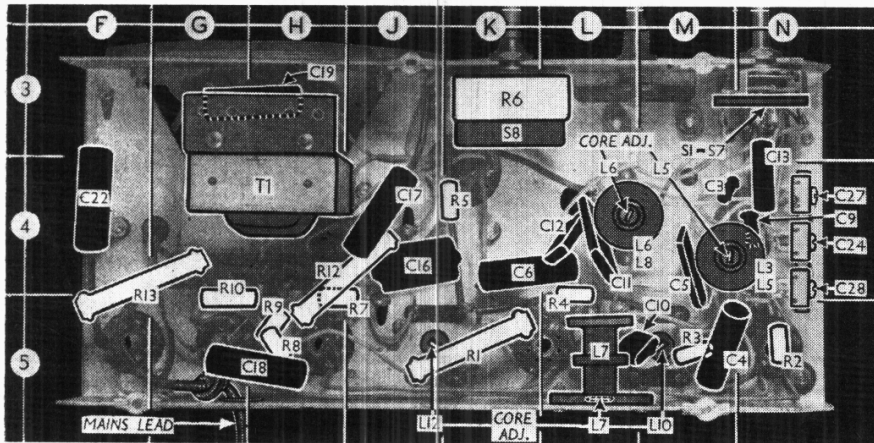 F G H J K L M N
3
C19
R6
S8
CORE ADJ.
L6 L5
S1–S7
C13
4
C22
T1
C17
R5
C12
L6
L8
C11
C3
C27
C9
C24
L3
L5
C28
R13
R10
R12
R7
C16
C6
R4
C5
5
R9
R8
C18
R1
L7
C10
R3
C4
R2
MAINS LEAD
L12
CORE
ADJ.
L7
L10